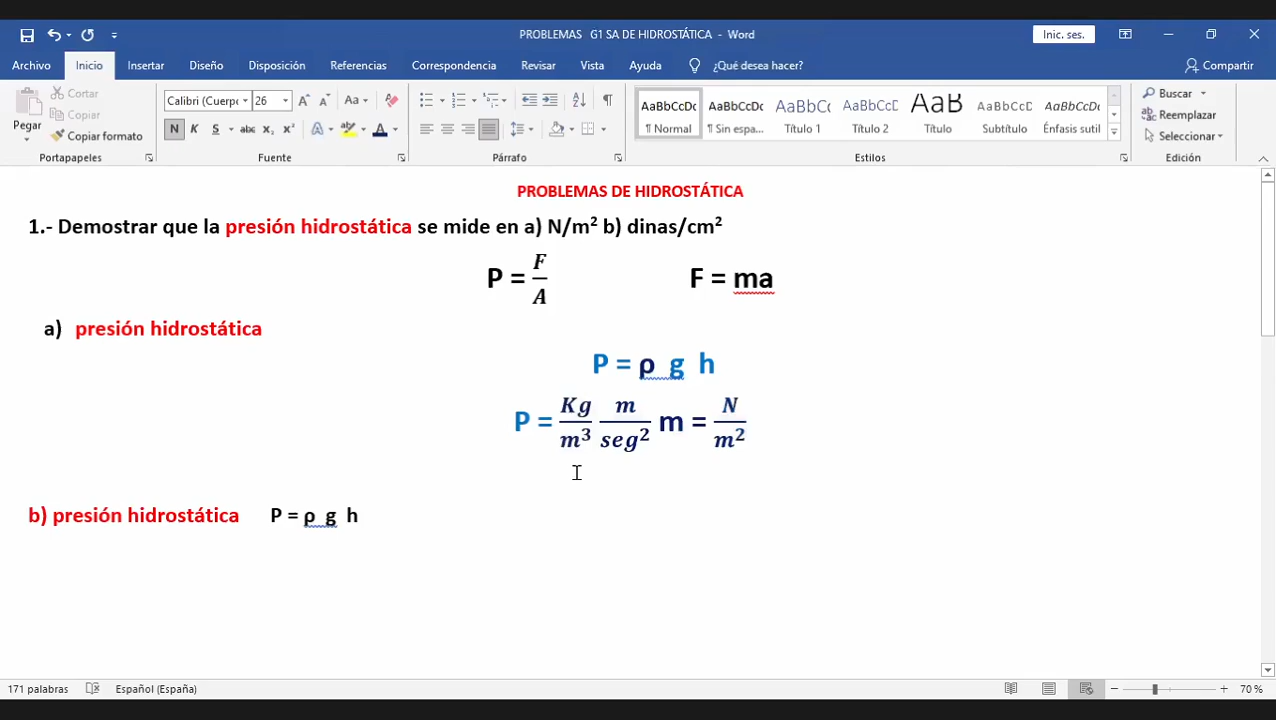 PROBLEMAS G1 SA DE HIDROSTÁTICA - Word
Inic. ses.
Archivo Inicio Insertar Diseño Disposición Referencias Correspondencia Revisar Vista Ayuda ¿Qué desea hacer? Compartir
Pegar
Cortar
Copiar
Copiar formato
Portapapeles
Calibri (Cuerpo 26
N K S abc x₂ x²
Fuente
Párrafo
AaBbCcDc AaBbCcDc AaBbCc AaBbCcC AaB AaBbCcD AaBbCcDc
¶ Normal ¶ Sin espa... Título 1 Título 2 Título Subtítulo Énfasis sutil
Estilos
Buscar
Reemplazar
Seleccionar
Edición
PROBLEMAS DE HIDROSTÁTICA
1.- Demostrar que la presión hidrostática se mide en a) N/m² b) dinas/cm²
P = F/A F = ma
a) presión hidrostática
P = ρ g h
P = Kg/m³ m/seg² m = N/m²
b) presión hidrostática P = ρ g h
171 palabras Español (España) 70 %